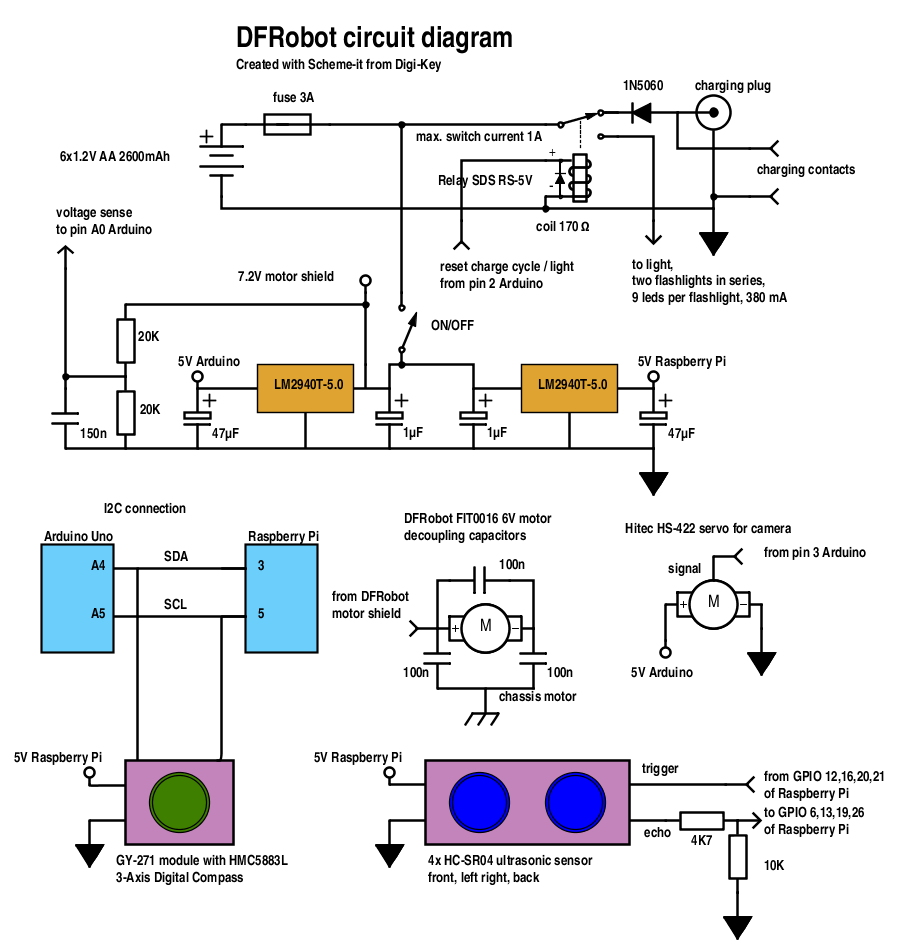 DFRobot circuit diagram
Created with Scheme-it from Digi-Key
fuse 3A
1N5060
charging plug
max. switch current 1A
+
6x1.2V AA 2600mAh
charging contacts
+
Relay SDS RS-5V
-
coil 170 Ω
voltage sense
to pin A0 Arduino
reset charge cycle / light
from pin 2 Arduino
to light,
two flashlights in series,
9 leds per flashlight, 380 mA
7.2V motor shield
ON/OFF
20K
5V Arduino
LM2940T-5.0
LM2940T-5.0
5V Raspberry Pi
20K
+
+
+
+
150n
47µF
1µF
1µF
47µF
I2C connection
Arduino Uno
Raspberry Pi
A4
SDA
3
A5
SCL
5
DFRobot FIT0016 6V motor
decoupling capacitors
100n
from DFRobot
motor shield
+
M
-
100n
100n
chassis motor
Hitec HS-422 servo for camera
from pin 3 Arduino
signal
+
M
-
5V Arduino
5V Raspberry Pi
GY-271 module with HMC5883L
3-Axis Digital Compass
5V Raspberry Pi
trigger
from GPIO 12,16,20,21
of Raspberry Pi
to GPIO 6,13,19,26
of Raspberry Pi
echo
4K7
10K
4x HC-SR04 ultrasonic sensor
front, left right, back